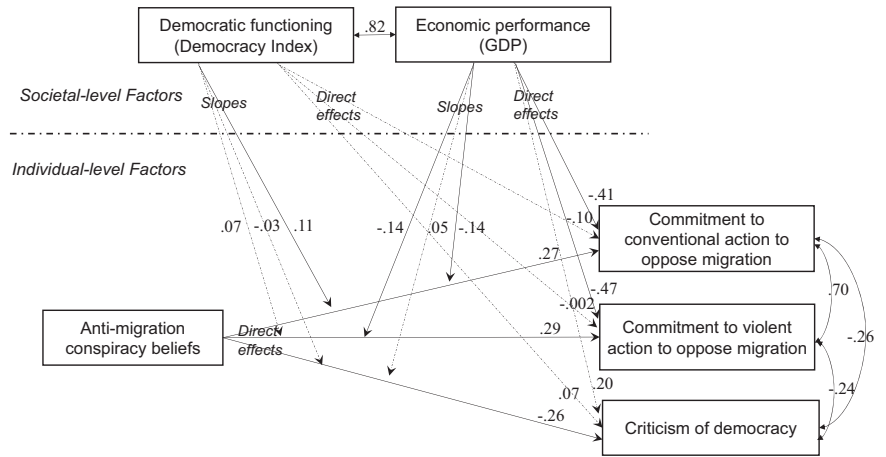 Democratic functioning
(Democracy Index)
.82
Economic performance
(GDP)
Societal-level Factors
Slopes
Direct
effects
Slopes
Direct
effects
Individual-level Factors
-.41
-.10
Commitment to
conventional action to
oppose migration
.07
-.03
.11
-.14
.05
-.14
.27
.70
-.47
-.002
Anti-migration
conspiracy beliefs
Direct
effects
.29
Commitment to violent
action to oppose migration
-.26
.20
.07
-.24
-.26
Criticism of democracy